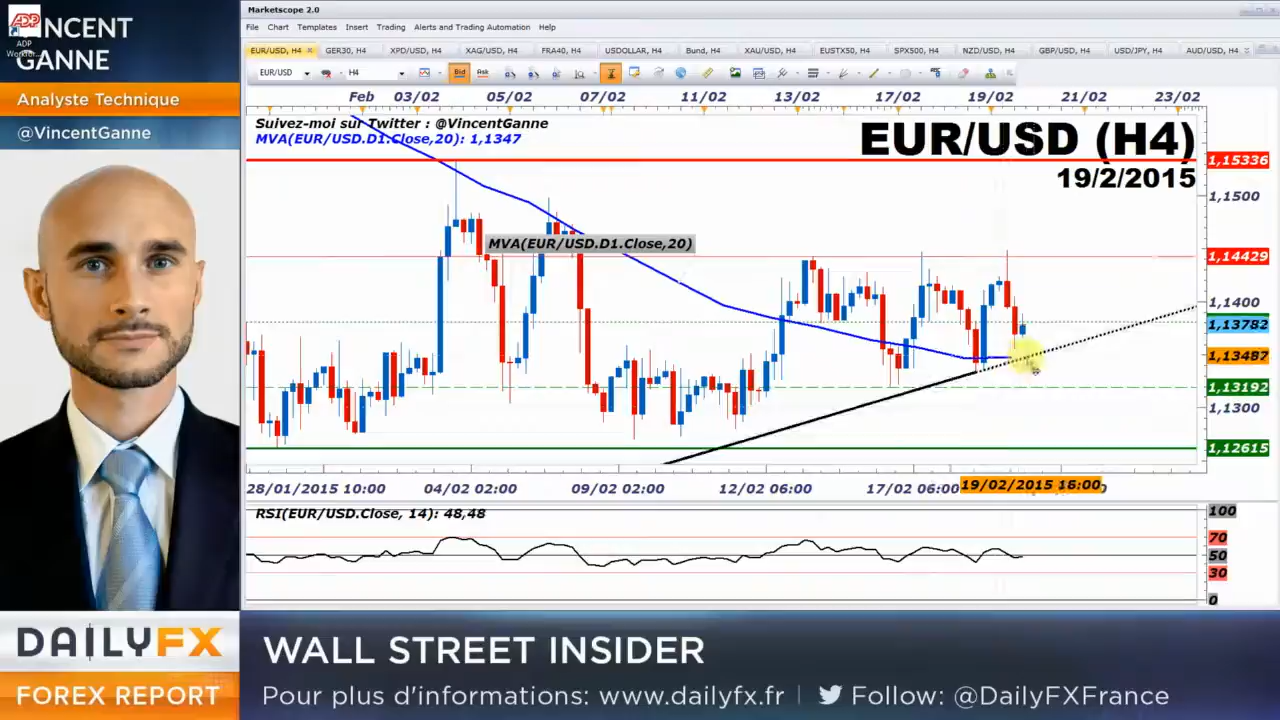 ADP
INCENT
GANNE
Analyste Technique
@VincentGanne
Marketscope 2.0
File Chart Templates Insert Trading Alerts and Trading Automation Help
EUR/USD, H4 GER30, H4 XPD/USD, H4 XAG/USD, H4 FRA40, H4 USDOLLAR, H4 Bund, H4 XAU/USD, H4 EUSTX50, H4 SPX500, H4 NZD/USD, H4 GBP/USD, H4 USD/JPY, H4 AUD/USD, H4
EUR/USD H4 Bid Ask
Feb 03/02 05/02 07/02 11/02 13/02 17/02 19/02 21/02 23/02
Suivez-moi sur Twitter : @VincentGanne
MVA(EUR/USD.D1.Close,20): 1,1347
EUR/USD (H4)
19/2/2015
MVA(EUR/USD.D1.Close,20)
1,15336
1,1500
1,14429
1,1400
1,13782
1,13487
1,13192
1,1300
1,12615
28/01/2015 10:00 04/02 02:00 09/02 02:00 12/02 06:00 17/02 06:00 19/02/2015 16:00
RSI(EUR/USD.Close, 14): 48,48
100
70
50
30
0
DAILYFX
FOREX REPORT
WALL STREET INSIDER
Pour plus d'informations: www.dailyfx.fr | Follow: @DailyFXFrance